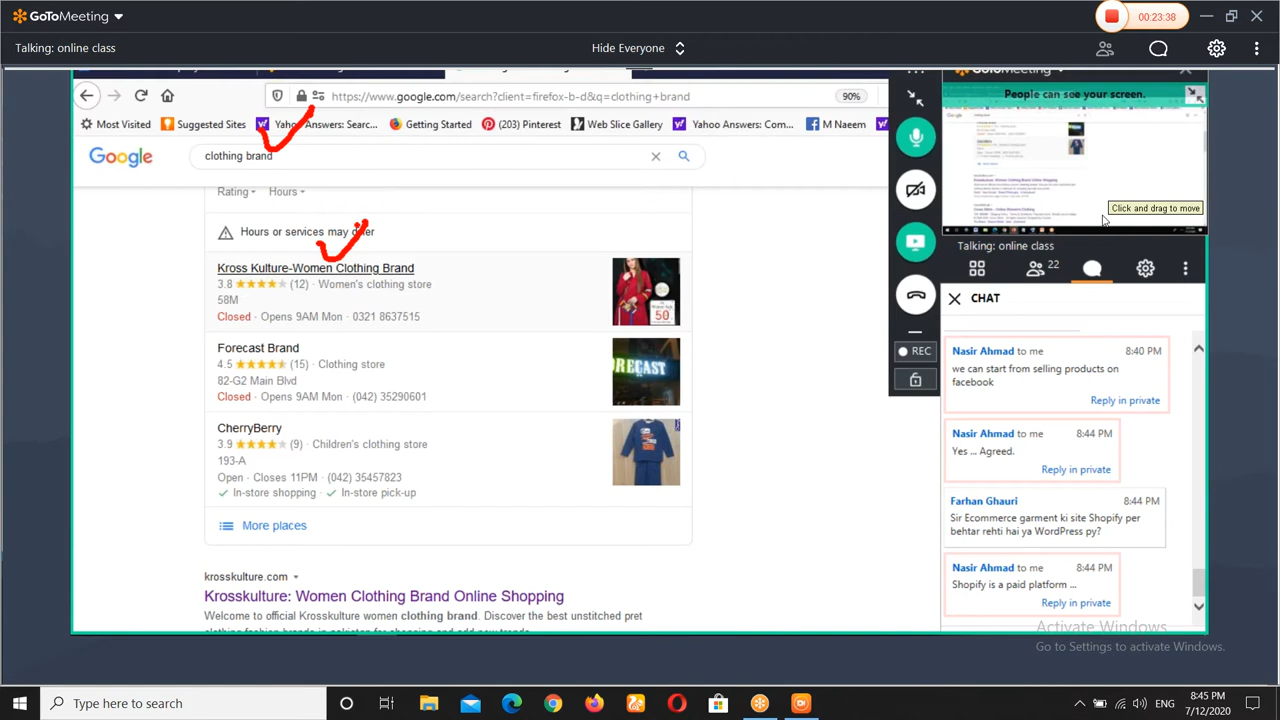 GoToMeeting
00:23:38
Talking: online class
Hide Everyone
https://www.google.com/search?client=firefox-b-d&q=clothing+brand
90%
Most Visited
Suggested Sites
Answers: Searc...
Web Slice Gallery
Yahoo Answers: Com...
M Naeem
Google
clothing brand
Rating
Hours or services may differ
Kross Kulture-Women Clothing Brand
3.8 (12) · Women's clothing store
58M
Closed · Opens 9AM Mon · 0321 8637515
50
Forecast Brand
4.5 (15) · Clothing store
82-G2 Main Blvd
Closed · Opens 9AM Mon · (042) 35290601
RECAST
CherryBerry
3.9 (9) · Children's clothing store
193-A
Open · Closes 11PM · (042) 35457823
In-store shopping · In-store pick-up
More places
krosskulture.com
Krosskulture: Women Clothing Brand Online Shopping
Welcome to official Krosskulture women clothing brand. Discover the best unstitched pret
GoToMeeting
People can see your screen.
Click and drag to move
Talking: online class
22
REC
CHAT
Nasir Ahmad to me 8:40 PM
we can start from selling products on
facebook
Reply in private
Nasir Ahmad to me 8:44 PM
Yes ... Agreed.
Reply in private
Farhan Ghauri 8:44 PM
Sir Ecommerce garment ki site Shopify per
behtar rehti hai ya WordPress py?
Nasir Ahmad to me 8:44 PM
Shopify is a paid platform ...
Reply in private
Activate Windows
Go to Settings to activate Windows.
Type here to search
ENG
8:45 PM
7/12/2020